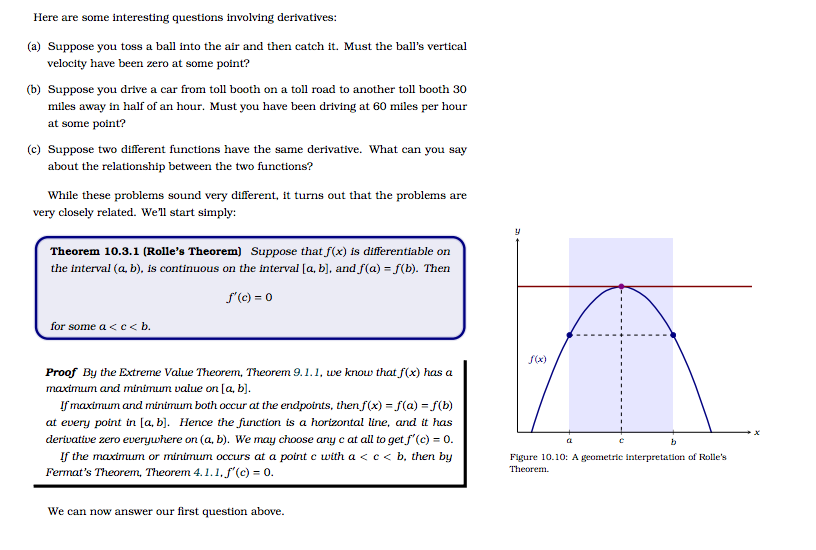 Here are some interesting questions involving derivatives:
(a) Suppose you toss a ball into the air and then catch it. Must the ball's vertical
velocity have been zero at some point?
(b) Suppose you drive a car from toll booth on a toll road to another toll booth 30
miles away in half of an hour. Must you have been driving at 60 miles per hour
at some point?
(c) Suppose two different functions have the same derivative. What can you say
about the relationship between the two functions?
While these problems sound very different, it turns out that the problems are
very closely related. We'll start simply:
Theorem 10.3.1 (Rolle's Theorem) Suppose that f(x) is differentiable on
the interval (a, b), is continuous on the interval [a, b], and f(a) = f(b). Then
f′(c) = 0
for some a < c < b.
Proof By the Extreme Value Theorem, Theorem 9.1.1, we know that f(x) has a
maximum and minimum value on [a, b].
If maximum and minimum both occur at the endpoints, then f(x) = f(a) = f(b)
at every point in [a, b]. Hence the function is a horizontal line, and it has
derivative zero everywhere on (a, b). We may choose any c at all to get f′(c) = 0.
If the maximum or minimum occurs at a point c with a < c < b, then by
Fermat's Theorem, Theorem 4.1.1, f′(c) = 0.
We can now answer our first question above.
y
f(x)
a
c
b
x
Figure 10.10: A geometric interpretation of Rolle's
Theorem.